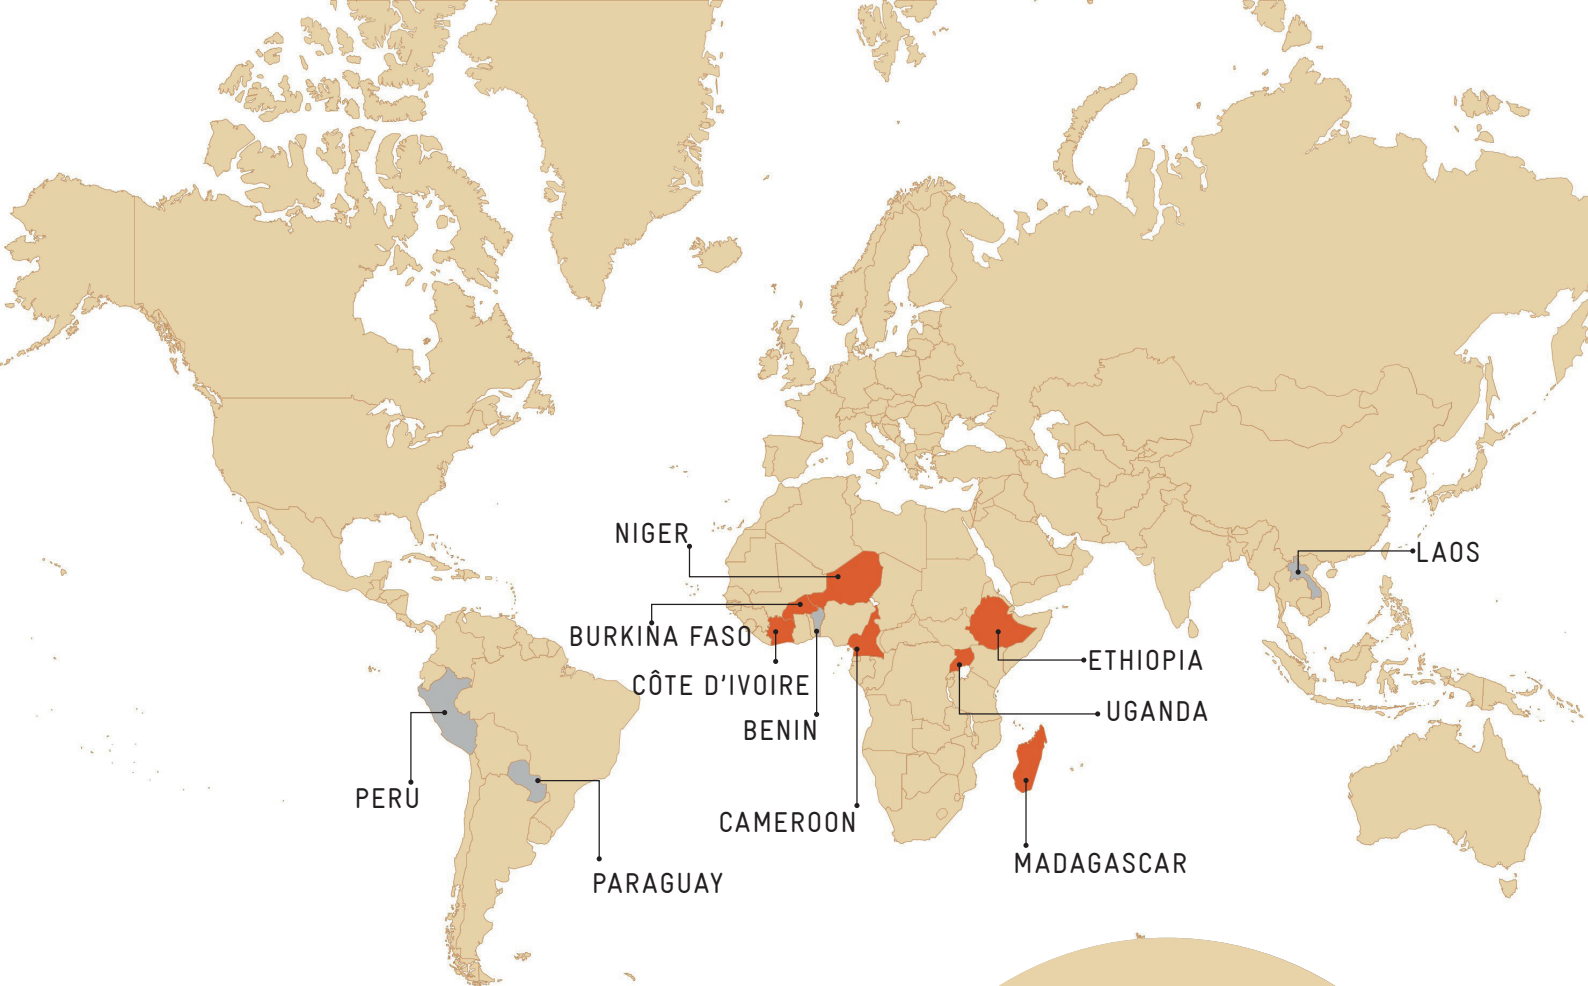 NIGER
LAOS
BURKINA FASO
ETHIOPIA
CÔTE D'IVOIRE
UGANDA
BENIN
PERU
CAMEROON
MADAGASCAR
PARAGUAY